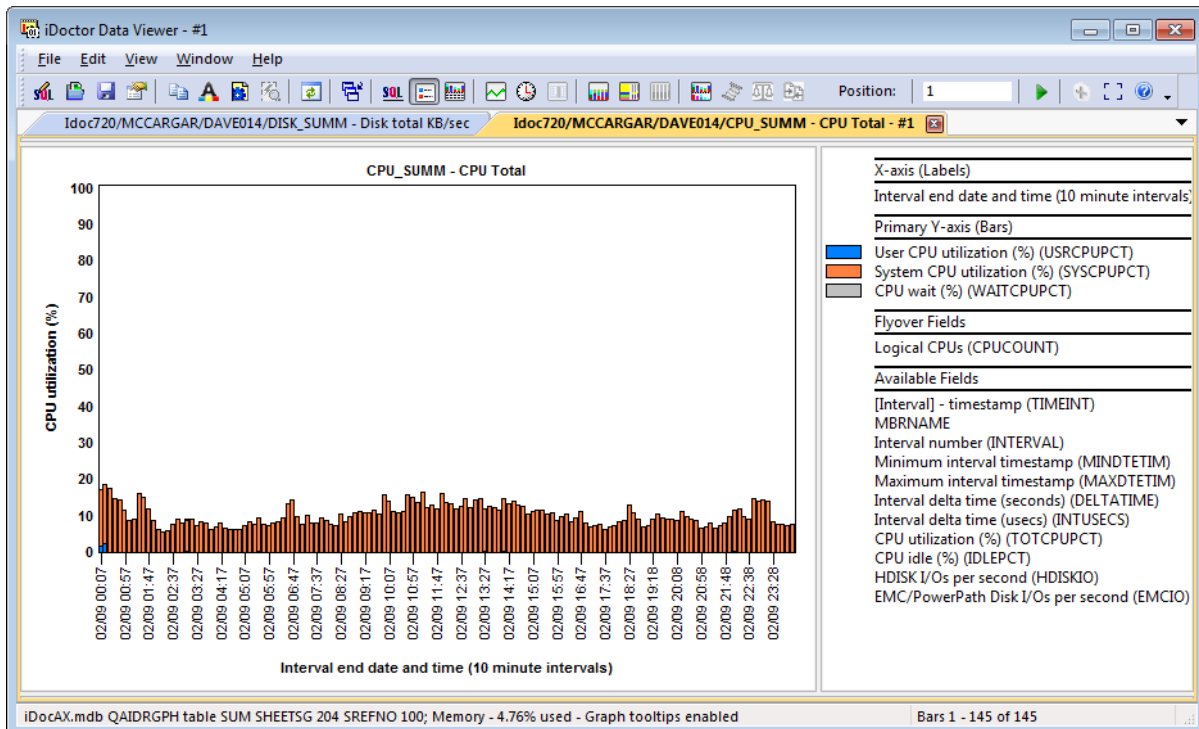 iDoctor Data Viewer - #1
File Edit View Window Help
SQL SQL Position: 1
Idoc720/MCCARGAR/DAVE014/DISK_SUMM - Disk total KB/sec Idoc720/MCCARGAR/DAVE014/CPU_SUMM - CPU Total - #1
CPU_SUMM - CPU Total
CPU utilization (%)
100
90
80
70
60
50
40
30
20
10
0
02/09 00:07
02/09 00:57
02/09 01:47
02/09 02:37
02/09 03:27
02/09 04:17
02/09 05:07
02/09 05:57
02/09 06:47
02/09 07:37
02/09 08:27
02/09 09:17
02/09 10:07
02/09 10:57
02/09 11:47
02/09 12:37
02/09 13:27
02/09 14:17
02/09 15:07
02/09 15:57
02/09 16:47
02/09 17:37
02/09 18:27
02/09 19:18
02/09 20:08
02/09 20:58
02/09 21:48
02/09 22:38
02/09 23:28
Interval end date and time (10 minute intervals)
X-axis (Labels)
Interval end date and time (10 minute intervals)
Primary Y-axis (Bars)
User CPU utilization (%) (USRCPUPCT)
System CPU utilization (%) (SYSCPUPCT)
CPU wait (%) (WAITCPUPCT)
Flyover Fields
Logical CPUs (CPUCOUNT)
Available Fields
[Interval] - timestamp (TIMEINT)
MBRNAME
Interval number (INTERVAL)
Minimum interval timestamp (MINDTETIM)
Maximum interval timestamp (MAXDTETIM)
Interval delta time (seconds) (DELTATIME)
Interval delta time (usecs) (INTUSECS)
CPU utilization (%) (TOTCPUPCT)
CPU idle (%) (IDLEPCT)
HDISK I/Os per second (HDISKIO)
EMC/PowerPath Disk I/Os per second (EMCIO)
iDocAX.mdb QAIDRGPH table SUM SHEETSG 204 SREFNO 100; Memory - 4.76% used - Graph tooltips enabled Bars 1 - 145 of 145